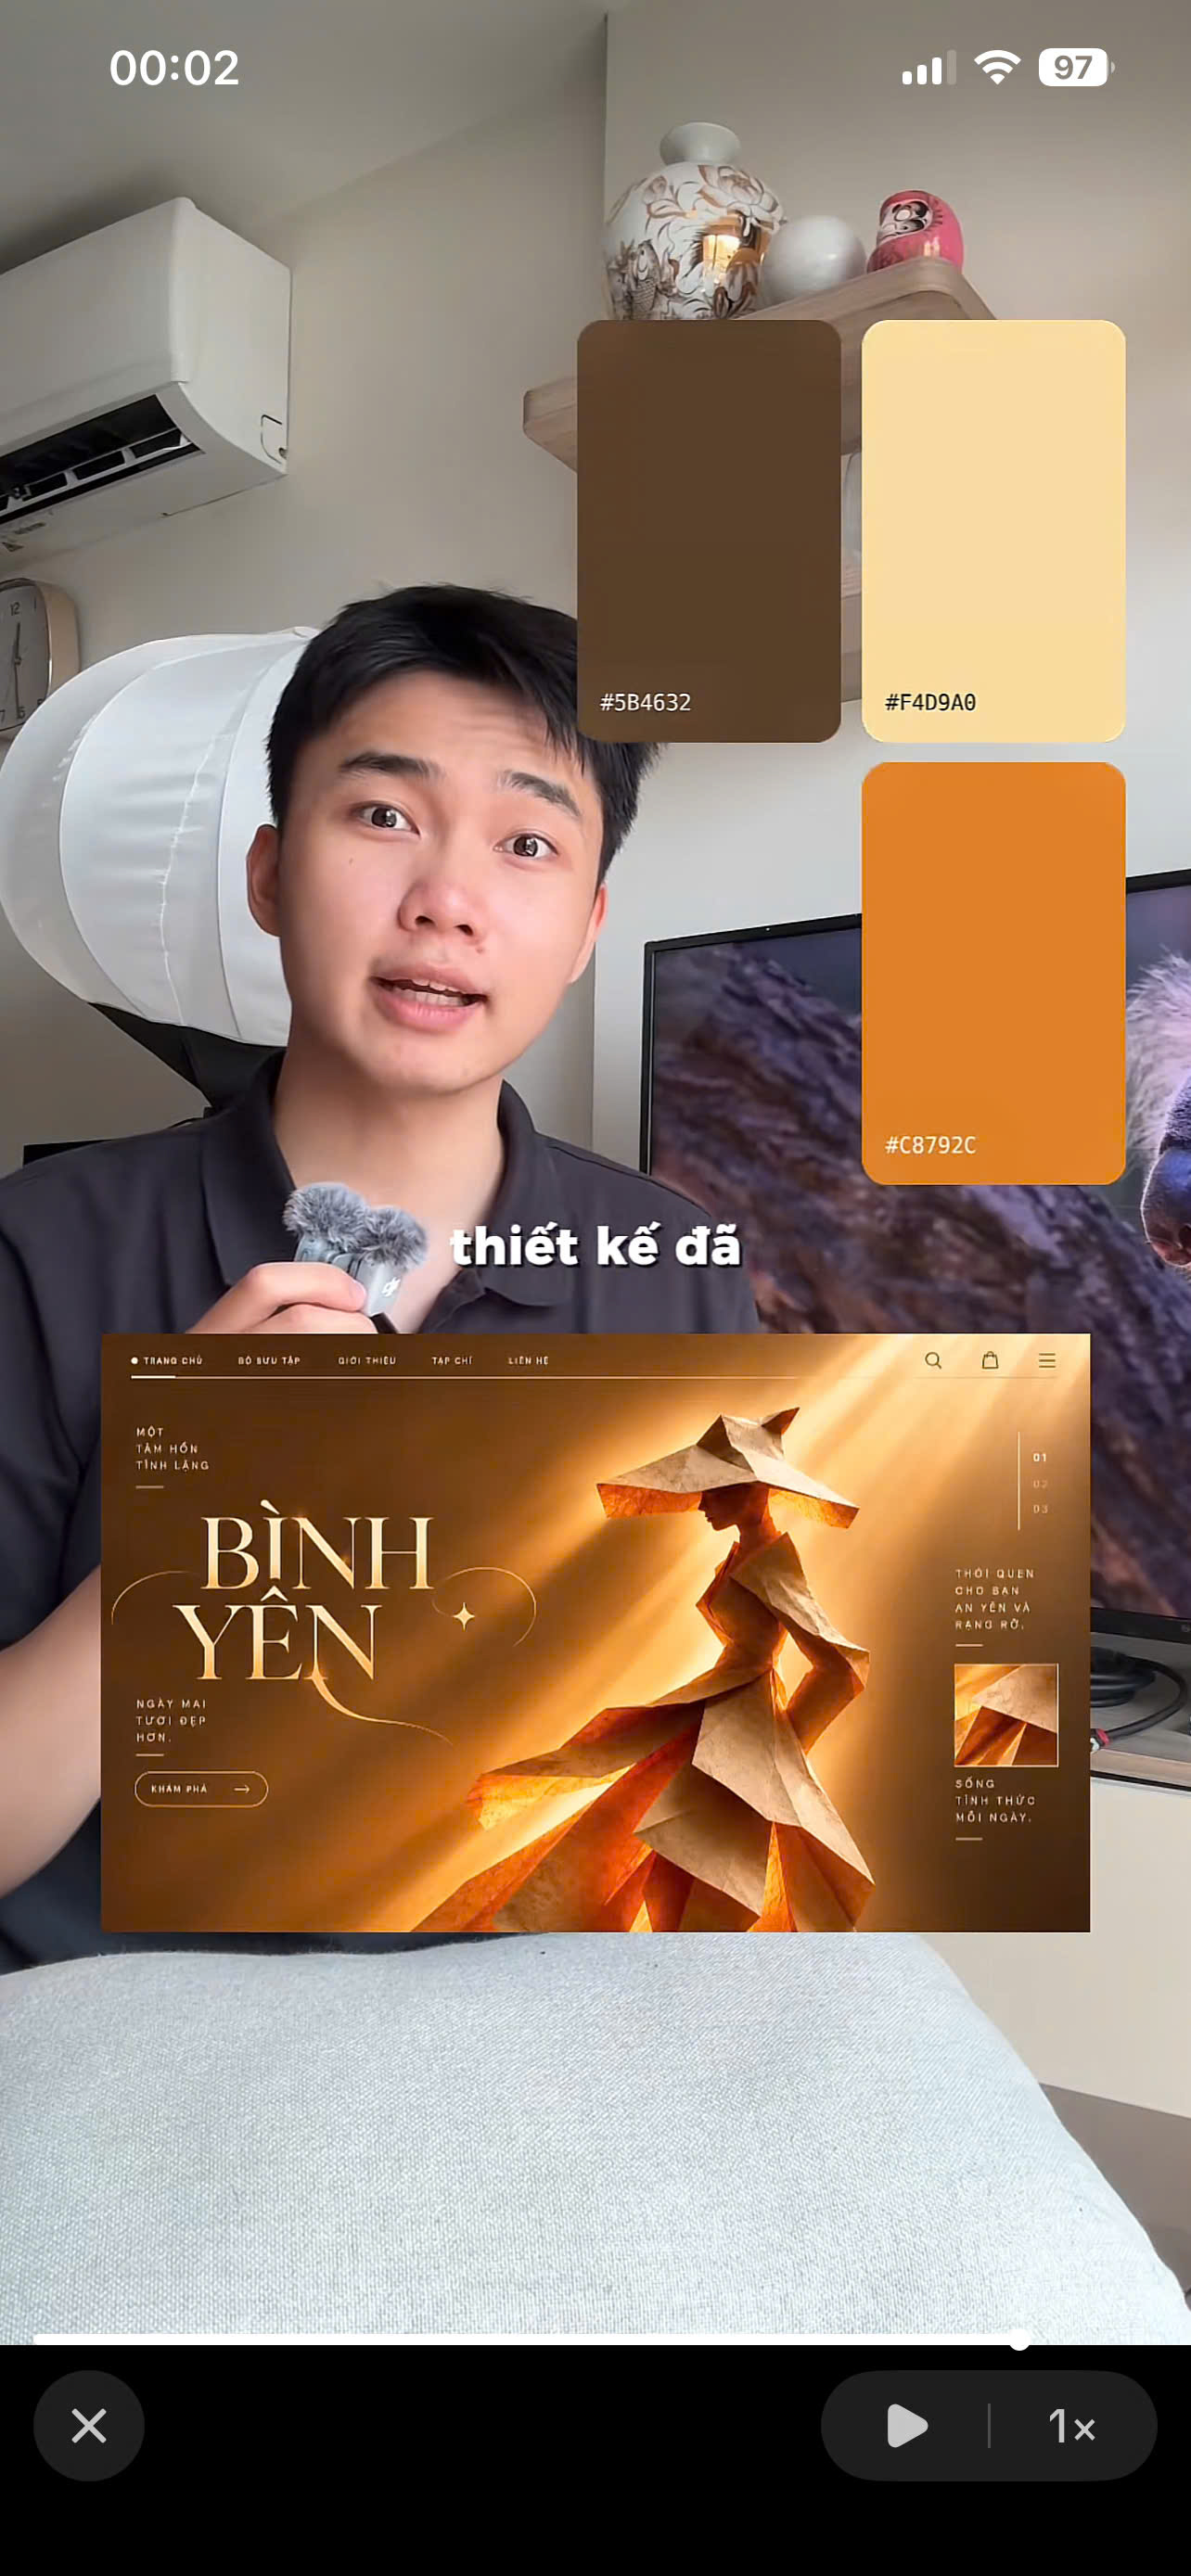 00:02
97
#5B4632
#F4D9A0
#C8792C
thiết kế đã
TRANG CHỦ
BỘ SƯU TẬP
GIỚI THIỆU
TẠP CHÍ
LIÊN HỆ
MỘT
TÂM HỒN
TĨNH LẶNG
01
02
03
BÌNH
YÊN
THÓI QUEN
CHO BẠN
AN YÊN VÀ
RẠNG RỠ.
NGÀY MAI
TƯƠI ĐẸP
HƠN.
KHÁM PHÁ
SỐNG
TỈNH THỨC
MỖI NGÀY.
1×